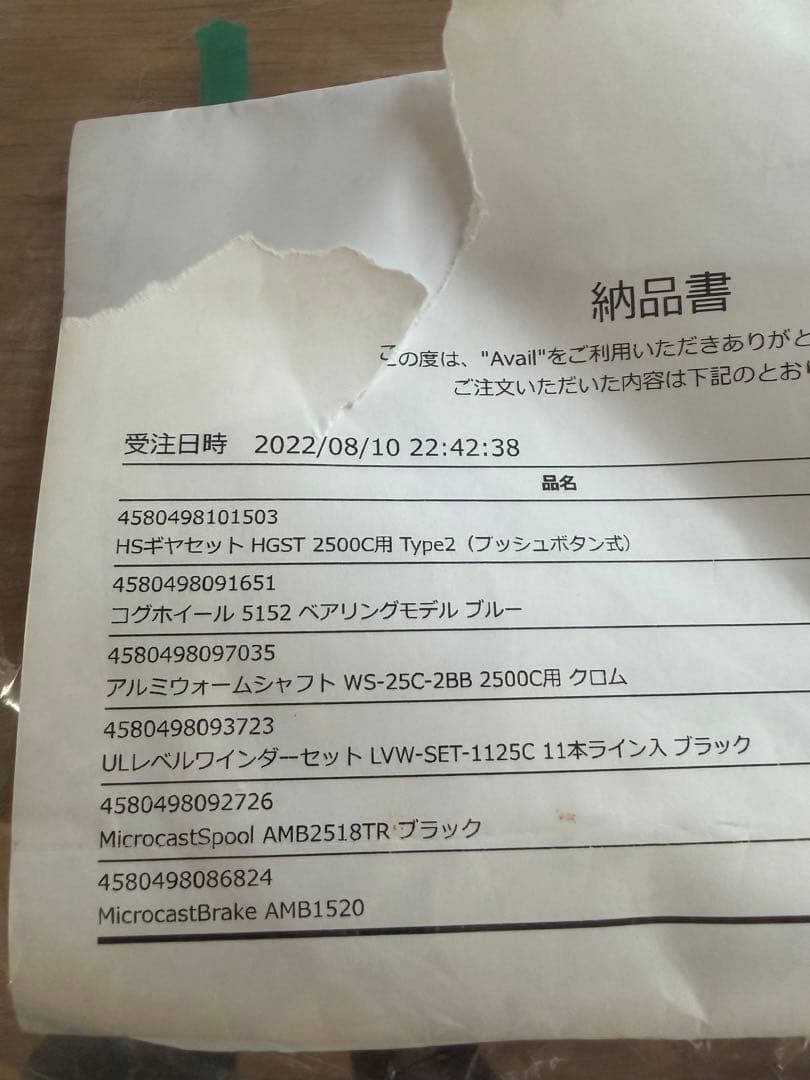 納品書
この度は、"Avail"をご利用いただきありがと
ご注文いただいた内容は下記のとおり
受注日時 2022/08/10 22:42:38
品名
4580498101503
HSギヤセット HGST 2500C用 Type2（プッシュボタン式）
4580498091651
コグホイール 5152 ベアリングモデル ブルー
4580498097035
アルミウォームシャフト WS-25C-2BB 2500C用 クロム
4580498093723
ULレベルワインダーセット LVW-SET-1125C 11本ライン入 ブラック
4580498092726
MicrocastSpool AMB2518TR ブラック
4580498086824
MicrocastBrake AMB1520